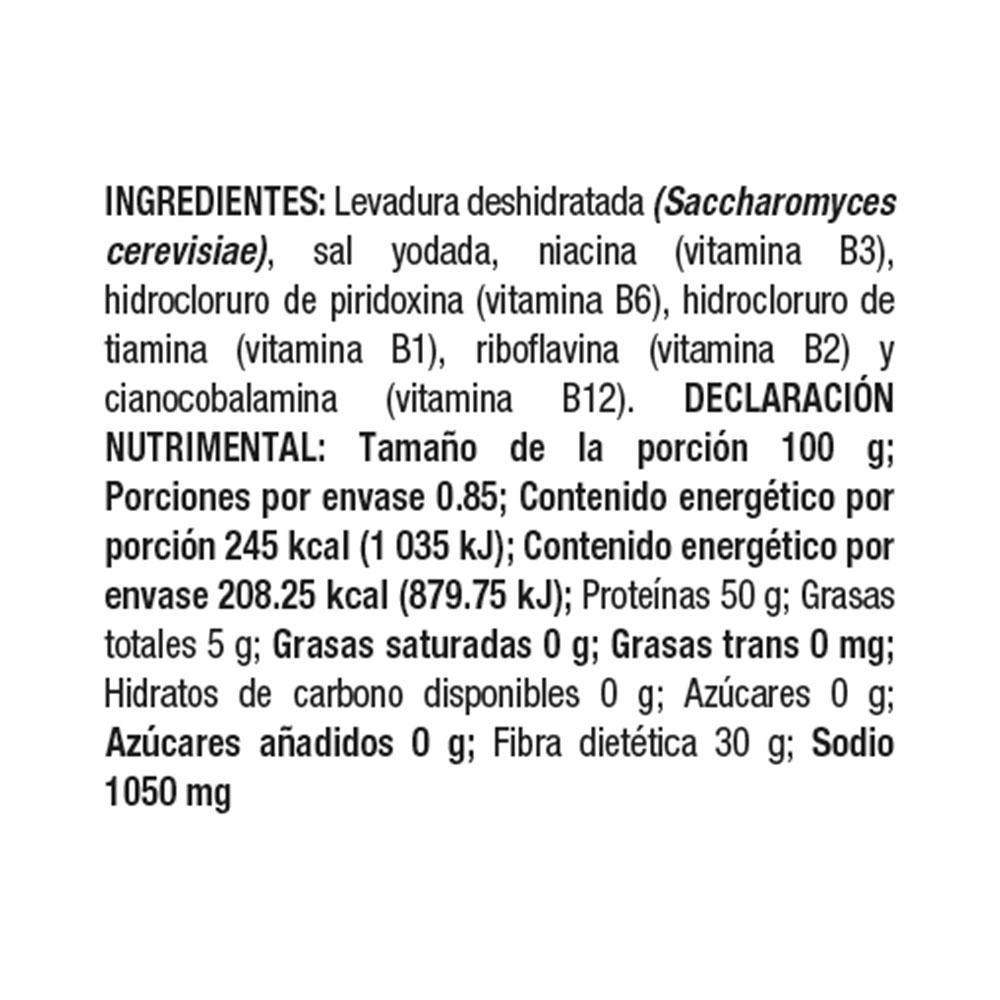 INGREDIENTES: Levadura deshidratada (Saccharomyces
cerevisiae), sal yodada, niacina (vitamina B3),
hidrocloruro de piridoxina (vitamina B6), hidrocloruro de
tiamina (vitamina B1), riboflavina (vitamina B2) y
cianocobalamina (vitamina B12). DECLARACIÓN
NUTRIMENTAL: Tamaño de la porción 100 g;
Porciones por envase 0.85; Contenido energético por
porción 245 kcal (1 035 kJ); Contenido energético por
envase 208.25 kcal (879.75 kJ); Proteínas 50 g; Grasas
totales 5 g; Grasas saturadas 0 g; Grasas trans 0 mg;
Hidratos de carbono disponibles 0 g; Azúcares 0 g;
Azúcares añadidos 0 g; Fibra dietética 30 g; Sodio
1050 mg